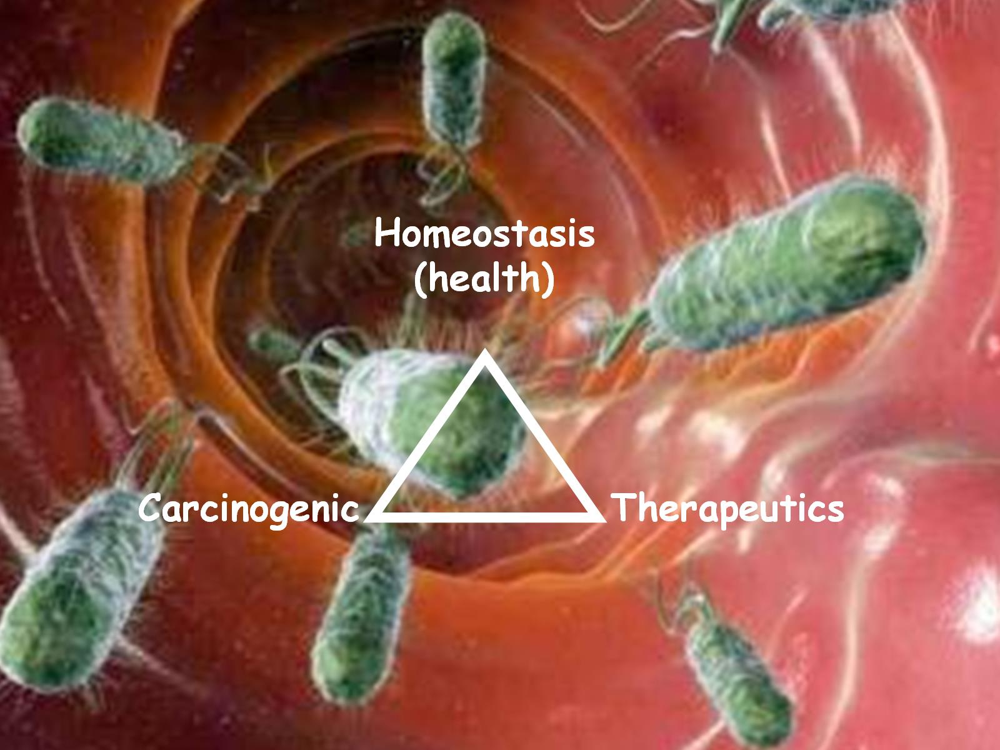 Homeostasis
(health)
Carcinogenic
Therapeutics